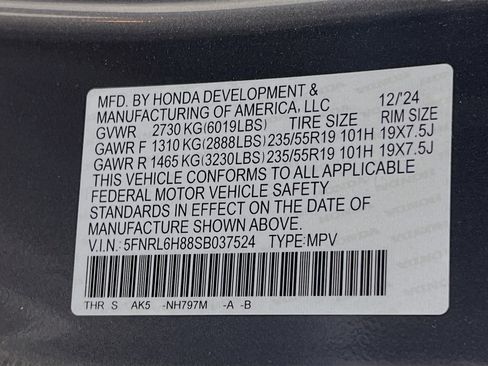 MFD. BY HONDA DEVELOPMENT &
MANUFACTURING OF AMERICA, LLC 12/'24
GVWR 2730 KG(6019LBS) TIRE SIZE RIM SIZE
GAWR F 1310 KG(2888LBS) 235/55R19 101H 19X7.5J
GAWR R 1465 KG(3230LBS) 235/55R19 101H 19X7.5J
THIS VEHICLE CONFORMS TO ALL APPLICABLE
FEDERAL MOTOR VEHICLE SAFETY
STANDARDS IN EFFECT ON THE DATE OF
MANUFACTURE SHOWN ABOVE.
V.I.N.: 5FNRL6H88SB037524 TYPE:MPV
THR S AK5 -NH797M -A -B